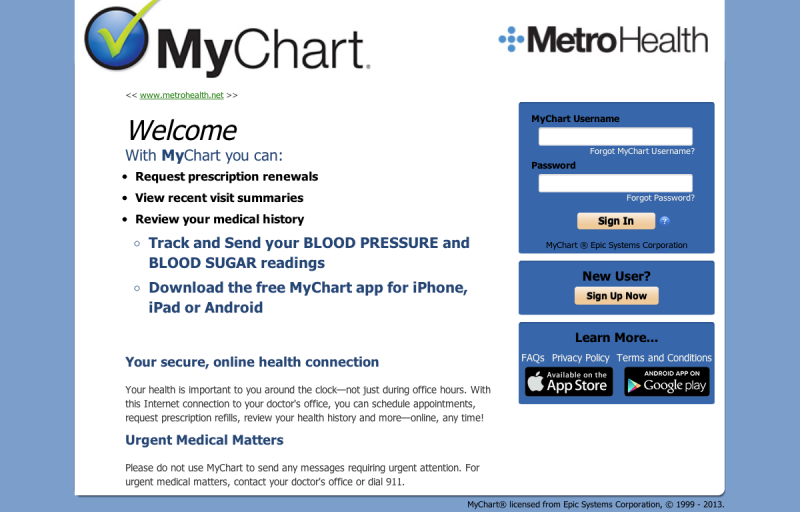 MyChart®
MetroHealth
<< www.metrohealth.net >>
Welcome
With MyChart you can:
• Request prescription renewals
• View recent visit summaries
• Review your medical history
◦ Track and Send your BLOOD PRESSURE and
BLOOD SUGAR readings
◦ Download the free MyChart app for iPhone,
iPad or Android
Your secure, online health connection
Your health is important to you around the clock—not just during office hours. With
this Internet connection to your doctor's office, you can schedule appointments,
request prescription refills, review your health history and more—online, any time!
Urgent Medical Matters
Please do not use MyChart to send any messages requiring urgent attention. For
urgent medical matters, contact your doctor's office or dial 911.
MyChart Username
Forgot MyChart Username?
Password
Forgot Password?
Sign In ?
MyChart ® Epic Systems Corporation
New User?
Sign Up Now
Learn More...
FAQs Privacy Policy Terms and Conditions
Available on the
App Store
ANDROID APP ON
Google play
MyChart® licensed from Epic Systems Corporation, © 1999 - 2013.